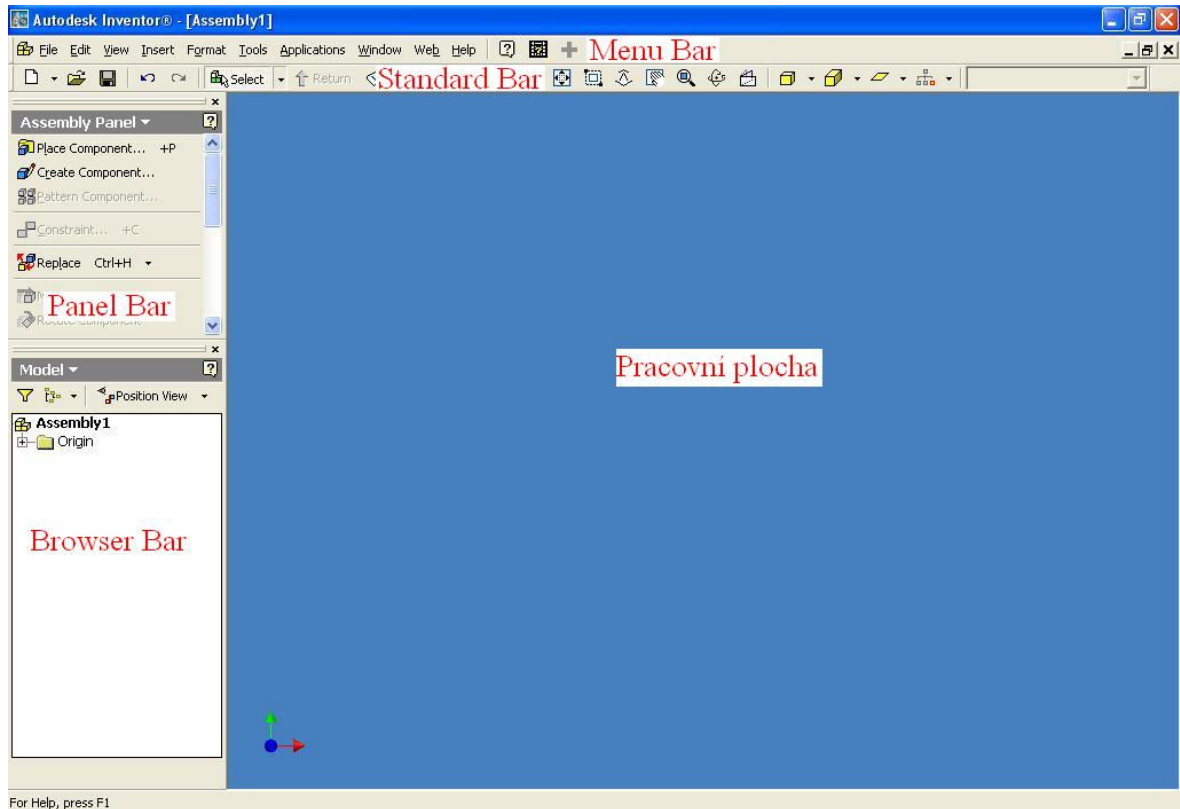 Autodesk Inventor® - [Assembly1]
File Edit View Insert Format Tools Applications Window Web Help Menu Bar
Select Return Standard Bar
Assembly Panel
Place Component... +P
Create Component...
Pattern Component...
Constraint... +C
Replace Ctrl+H
Panel Bar
Rotate Component
Model
Position View
Assembly1
Origin
Browser Bar
Pracovní plocha
For Help, press F1